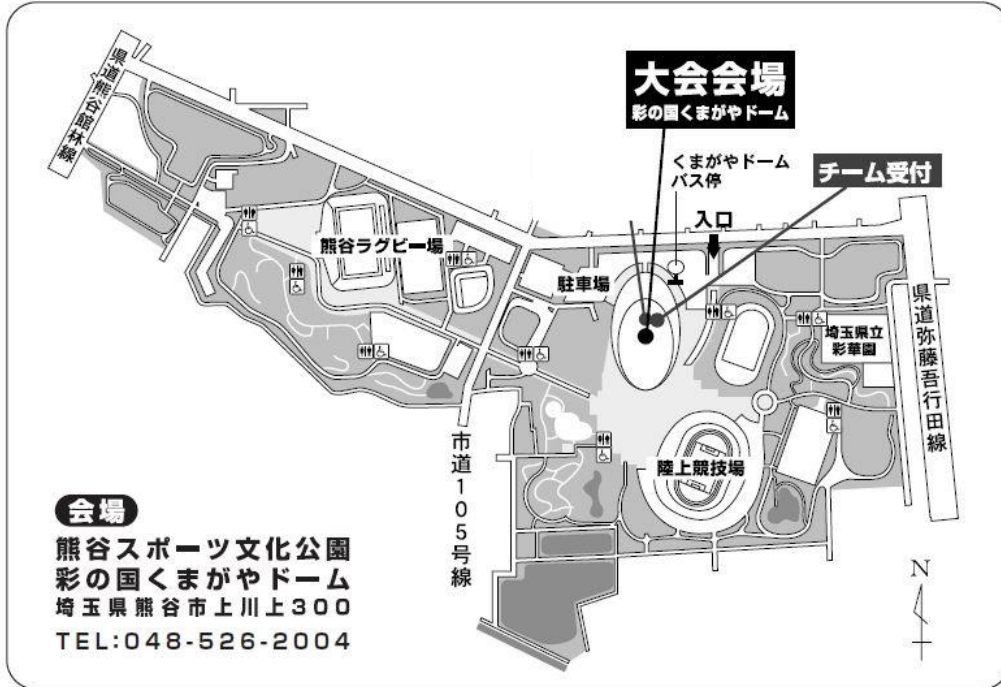 大会会場
彩の国くまがやドーム
くまがやドーム
バス停
チーム受付
入口
県道熊谷館林線
熊谷ラグビー場
駐車場
埼玉県立
彩華園
県道弥藤吾行田線
陸上競技場
市道105号線
会場
熊谷スポーツ文化公園
彩の国くまがやドーム
埼玉県熊谷市上川上300
TEL:048-526-2004
N